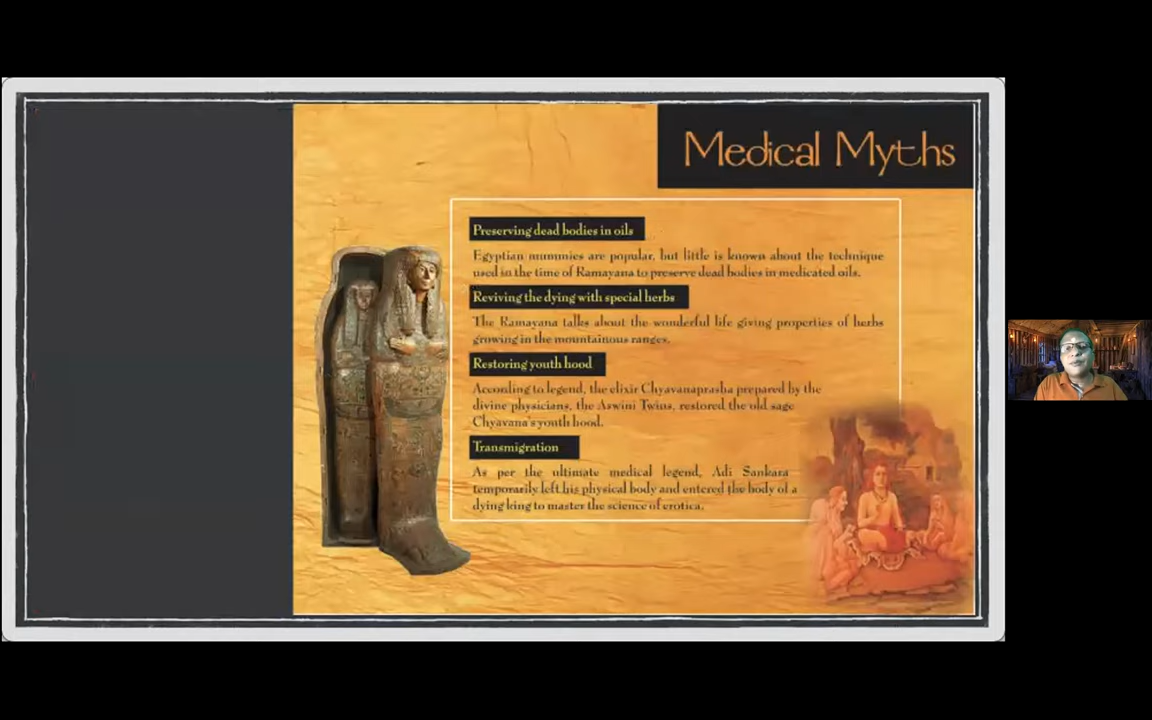 Medical Myths
Preserving dead bodies in oils
Egyptian mummies are popular, but little is known about the technique
used in the time of Ramayana to preserve dead bodies in medicated oils.
Reviving the dying with special herbs
The Ramayana talks about the wonderful life giving properties of herbs
growing in the mountainous ranges.
Restoring youth hood
According to legend, the elixir Chyavanaprasha prepared by the
divine physicians, the Aswini Twins, restored the old sage
Chyavana's youth hood.
Transmigration
As per the ultimate medical legend, Adi Sankara
temporarily left his physical body and entered the body of a
dying king to master the science of erotica.